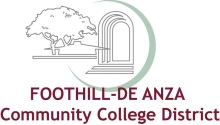 FOOTHILL-DE ANZA
Community College District